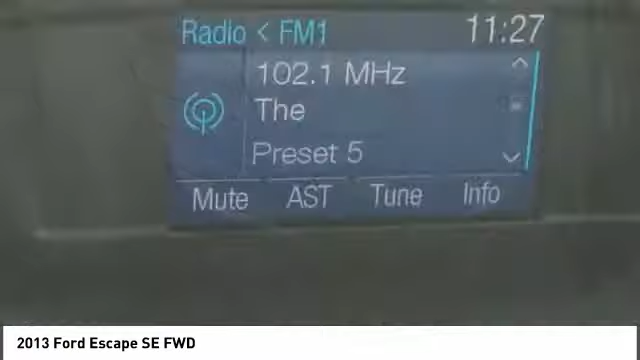 Radio < FM1 11:27
102.1 MHz
The
Preset 5
Mute AST Tune Info
2013 Ford Escape SE FWD